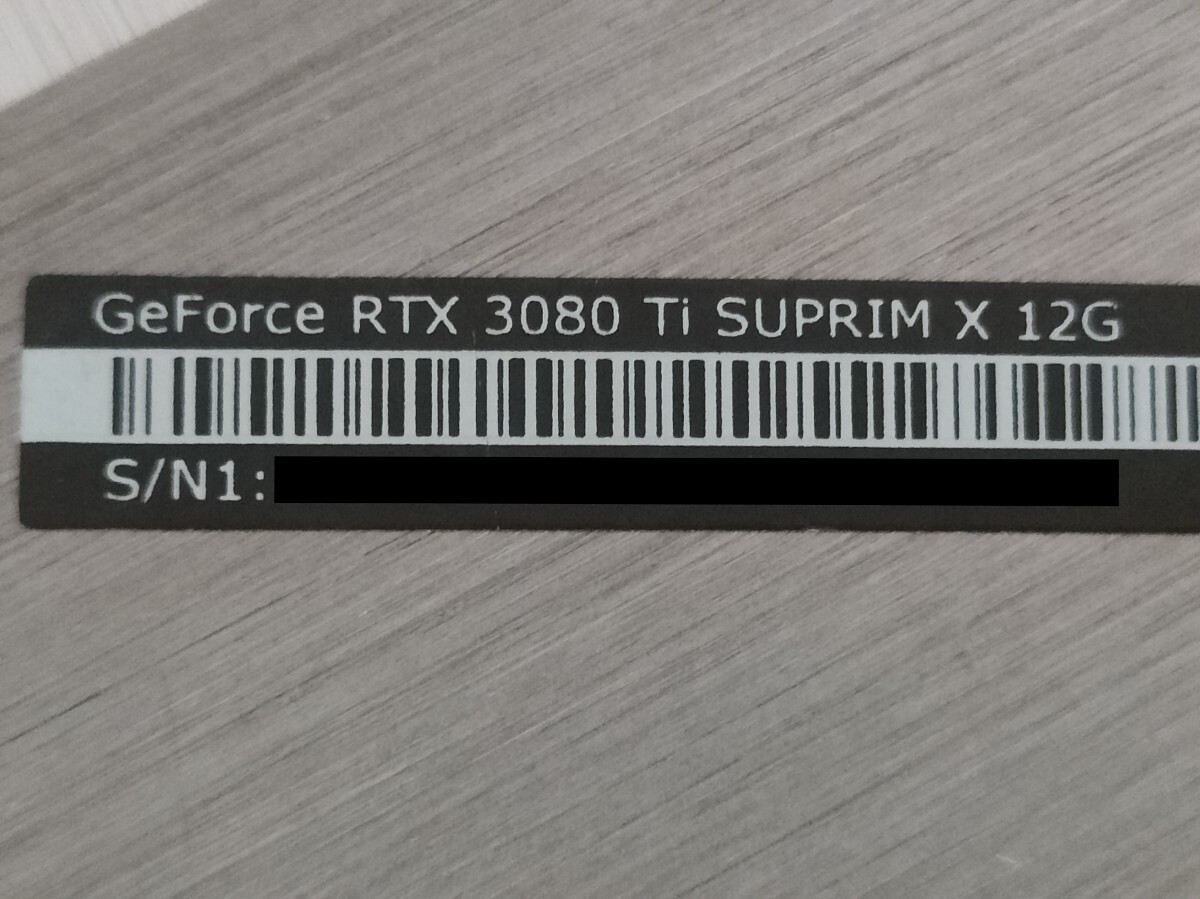 GeForce RTX 3080 Ti SUPRIM X 12G
S/N1: